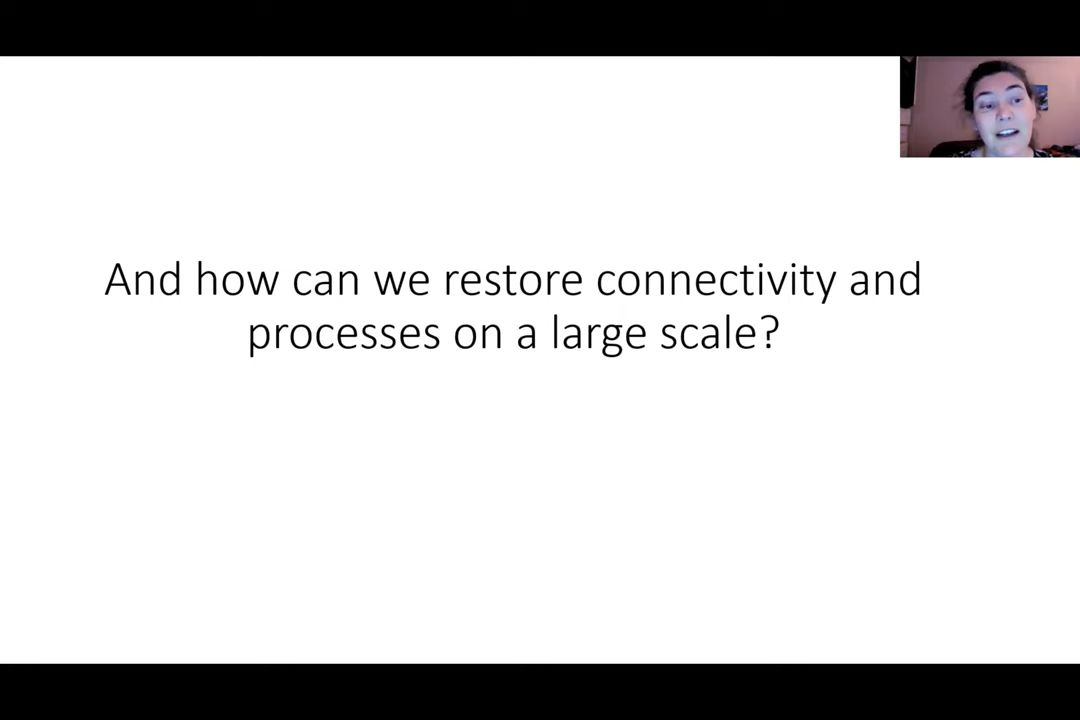 And how can we restore connectivity and
processes on a large scale?